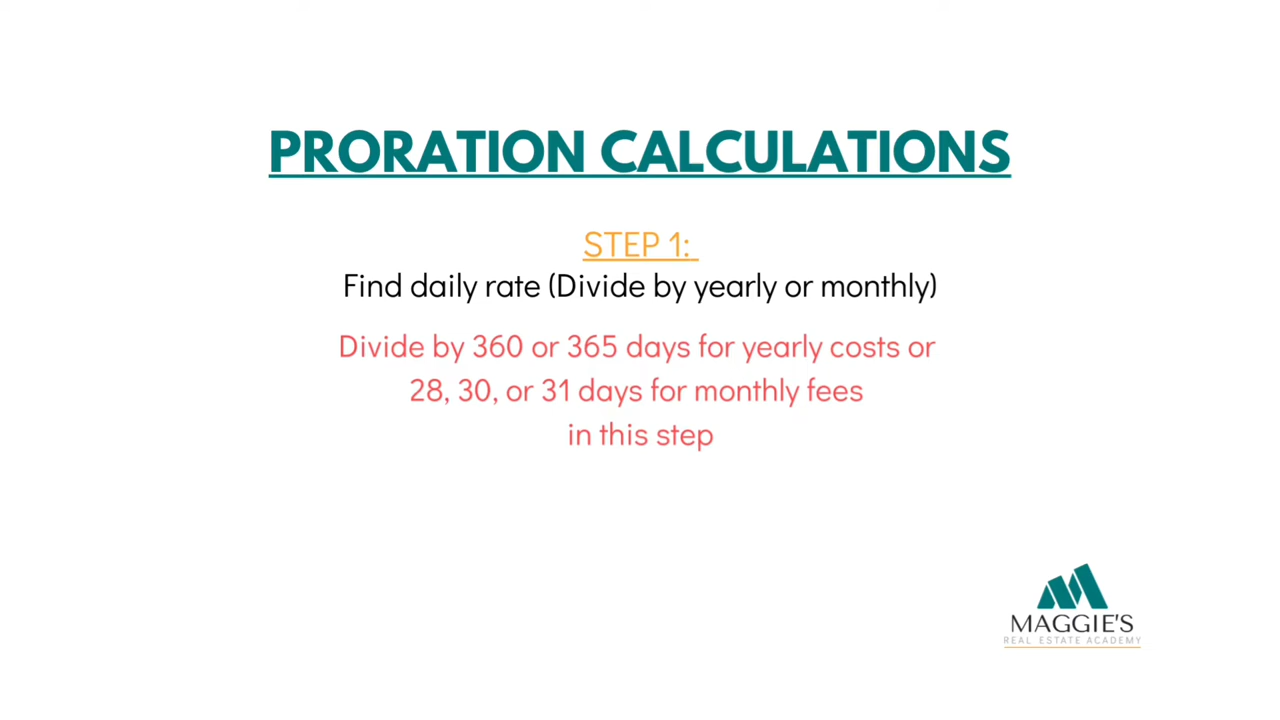 PRORATION CALCULATIONS
STEP 1:
Find daily rate (Divide by yearly or monthly)
Divide by 360 or 365 days for yearly costs or
28, 30, or 31 days for monthly fees
in this step
MAGGIE'S
REAL ESTATE ACADEMY